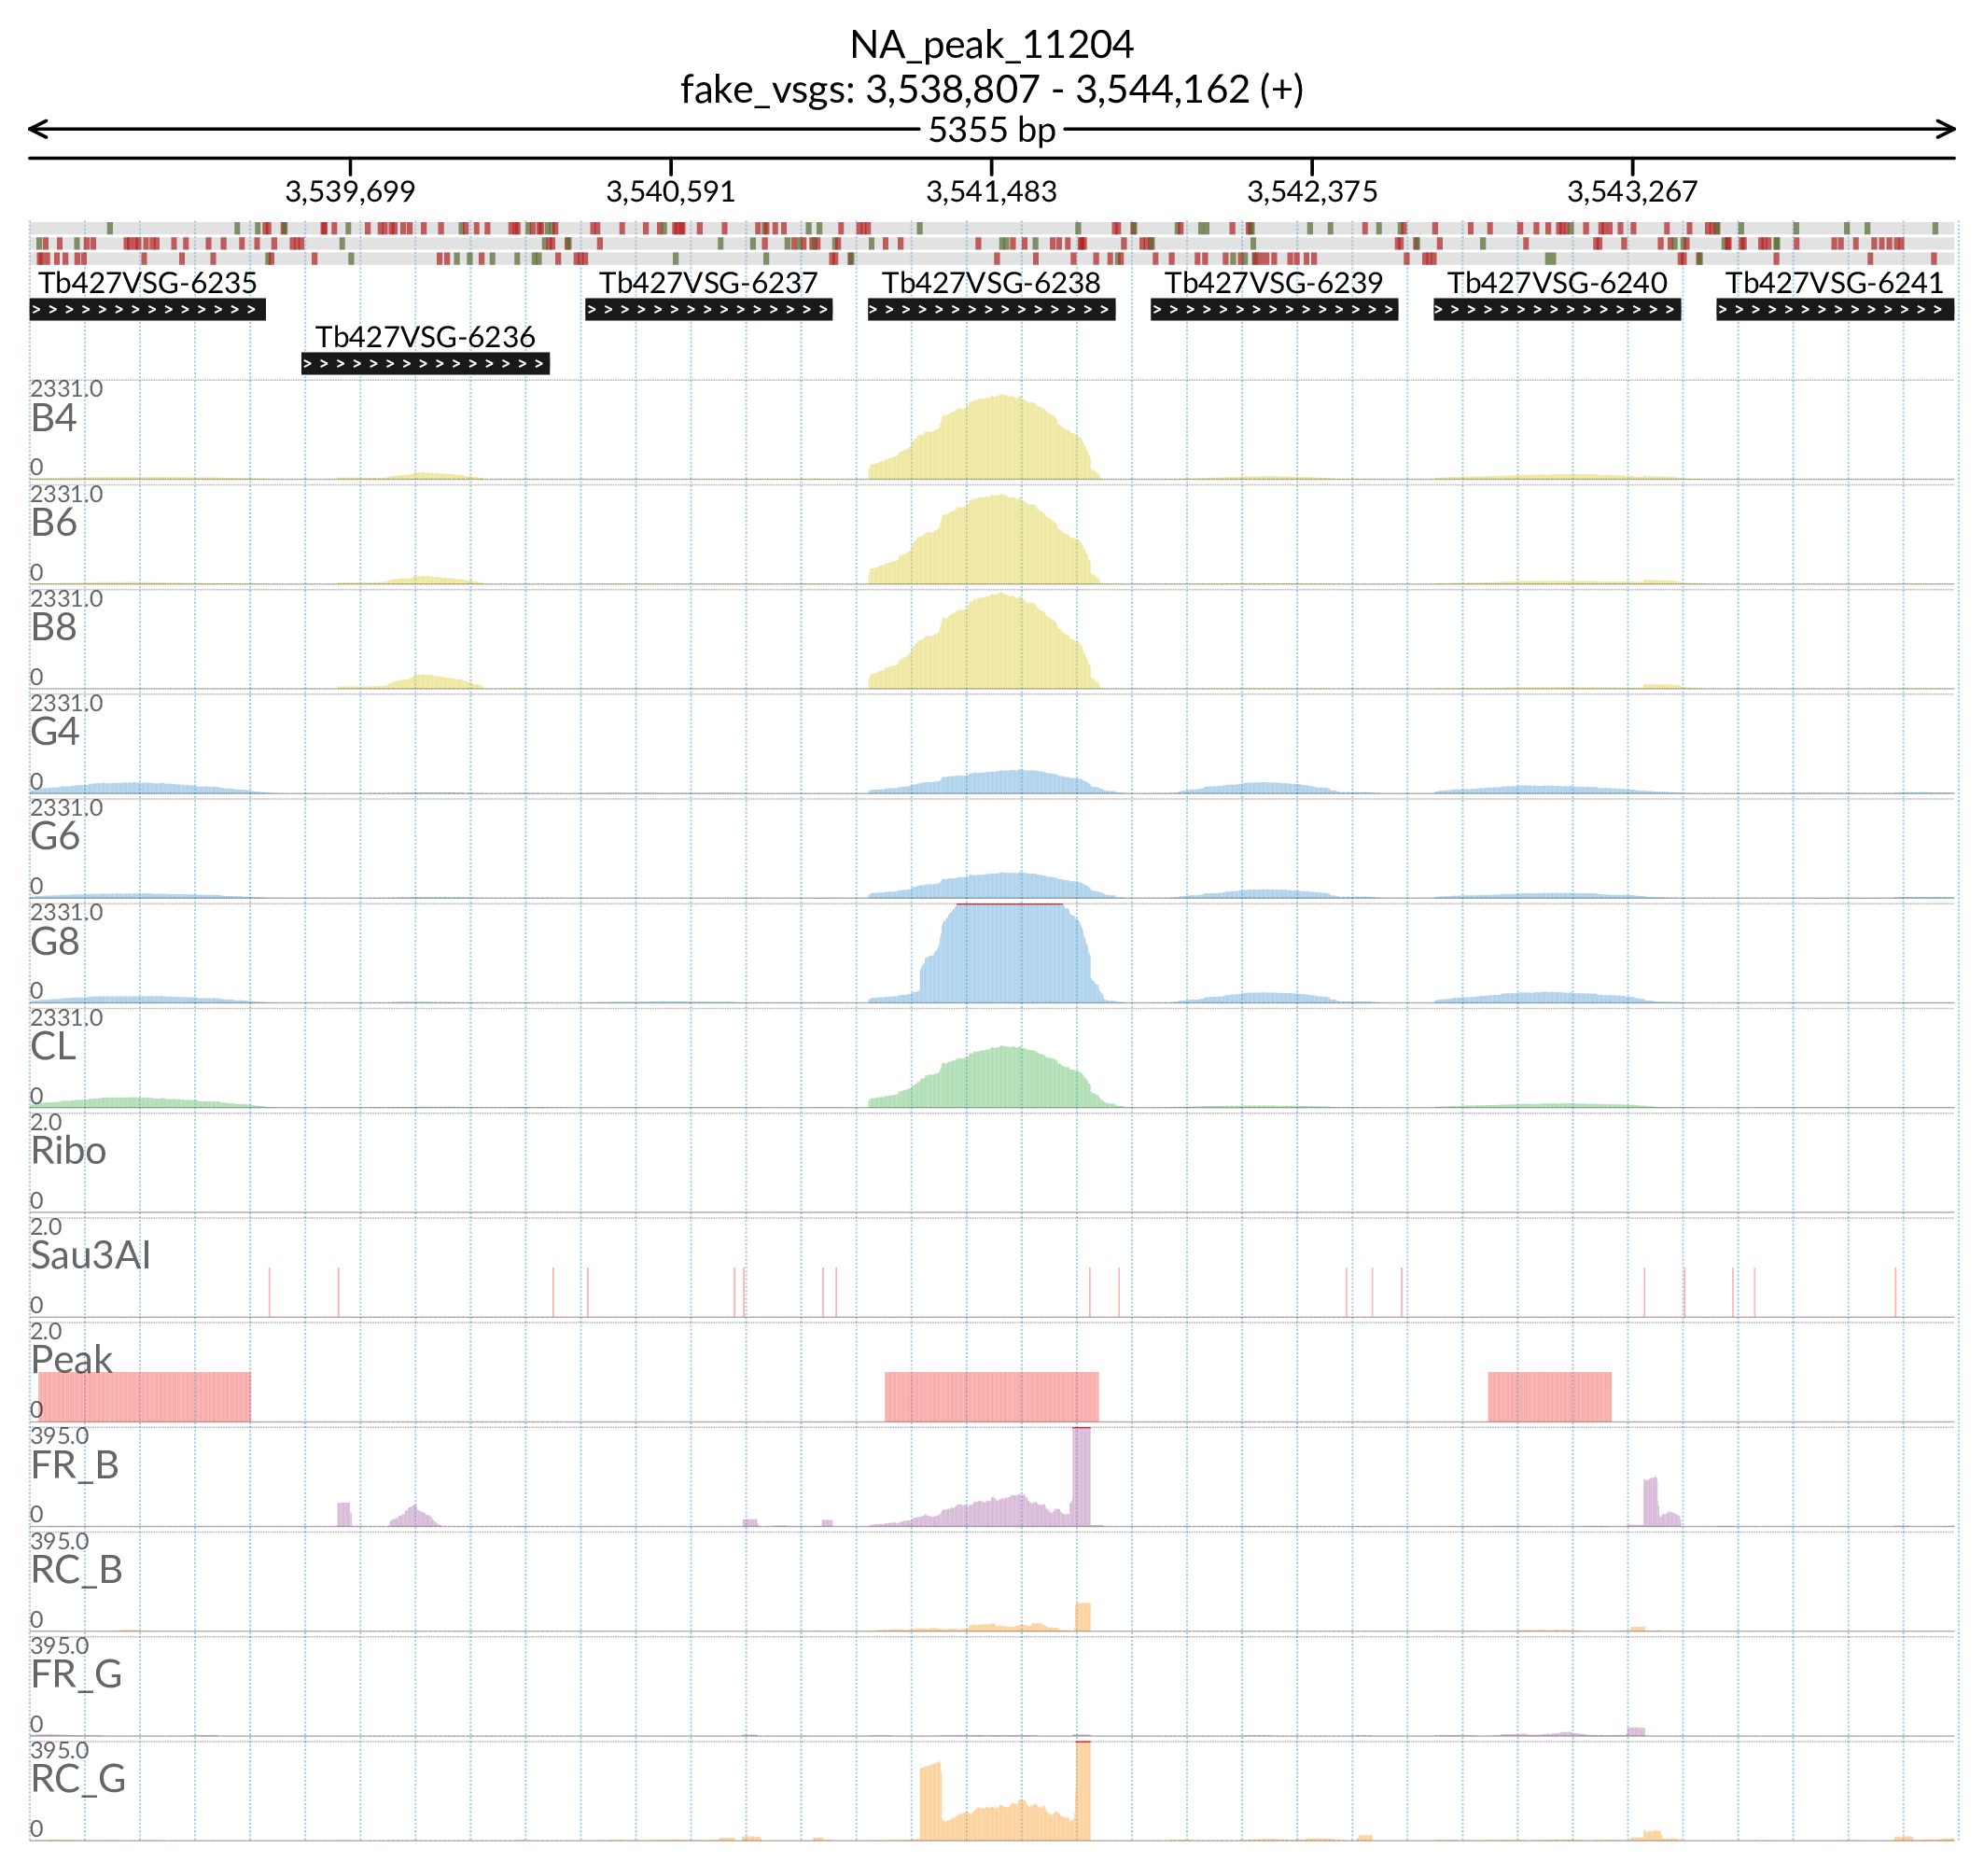 NA_peak_11204
fake_vsgs: 3,538,807 - 3,544,162 (+)
5355 bp
3,539,699 3,540,591 3,541,483 3,542,375 3,543,267
Tb427VSG-6235 Tb427VSG-6237 Tb427VSG-6238 Tb427VSG-6239 Tb427VSG-6240 Tb427VSG-6241
Tb427VSG-6236
2331.0
B4
0
2331.0
B6
0
2331.0
B8
0
2331.0
G4
0
2331.0
G6
0
2331.0
G8
0
2331.0
CL
0
2.0
Ribo
0
2.0
Sau3AI
0
2.0
Peak
0
395.0
FR_B
0
395.0
RC_B
0
395.0
FR_G
0
395.0
RC_G
0